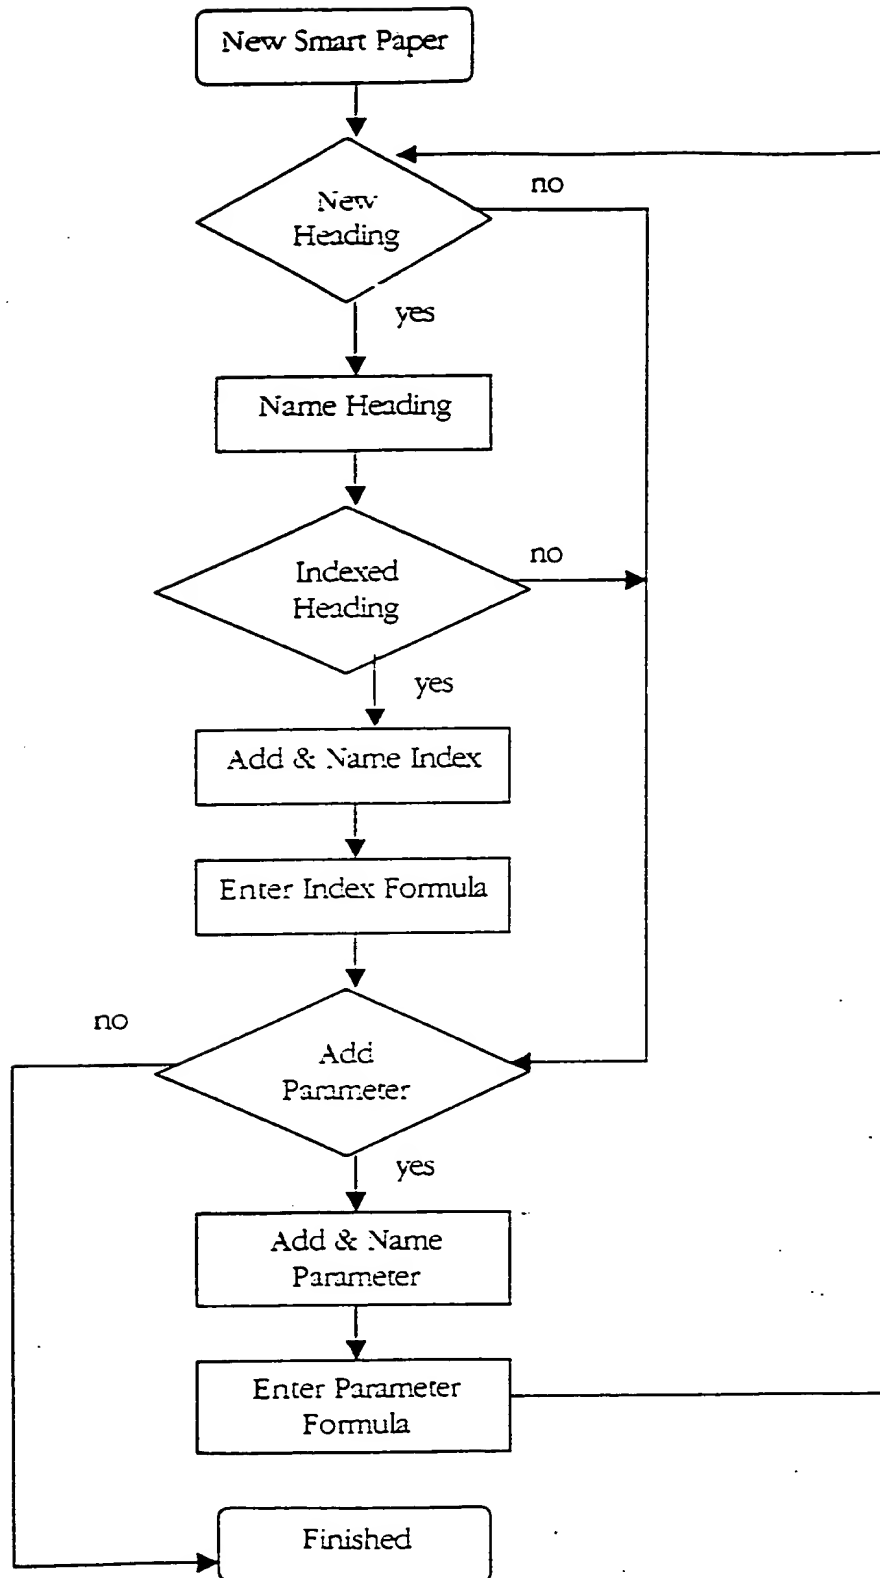 New Smart Paper
no
New
Heading
yes
Name Heading
no
Indexed
Heading
yes
Add & Name Index
Enter Index Formula
no
Add
Parameter
yes
Add & Name
Parameter
Enter Parameter
Formula
Finished